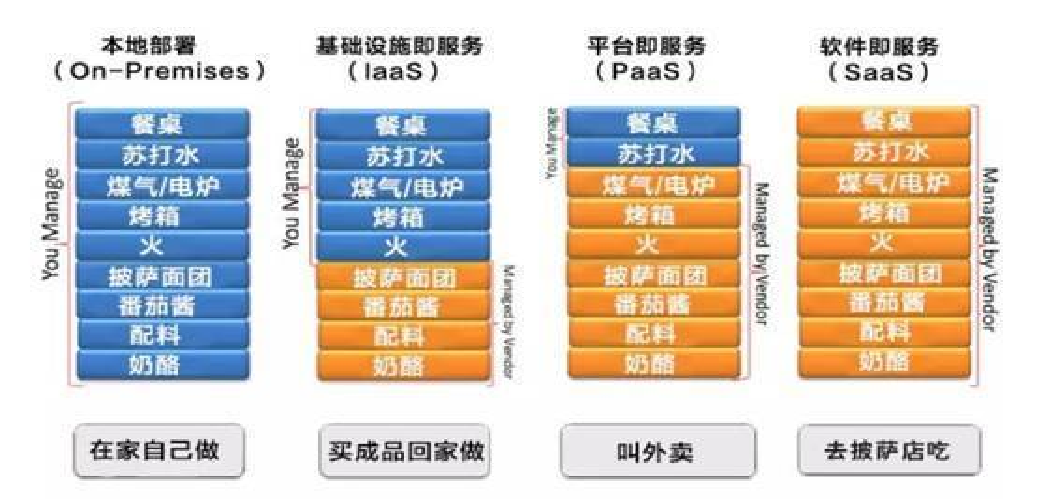 本地部署
（On-Premises）
You Manage
餐桌
苏打水
煤气/电炉
烤箱
火
披萨面团
番茄酱
配料
奶酪
在家自己做
基础设施即服务
（IaaS）
You Manage
餐桌
苏打水
煤气/电炉
烤箱
火
披萨面团
番茄酱
配料
奶酪
Managed by Vendor
买成品回家做
平台即服务
（PaaS）
You Manage
餐桌
苏打水
煤气/电炉
烤箱
火
披萨面团
番茄酱
配料
奶酪
Managed by Vendor
叫外卖
软件即服务
（SaaS）
餐桌
苏打水
煤气/电炉
烤箱
火
披萨面团
番茄酱
配料
奶酪
Managed by Vendor
去披萨店吃